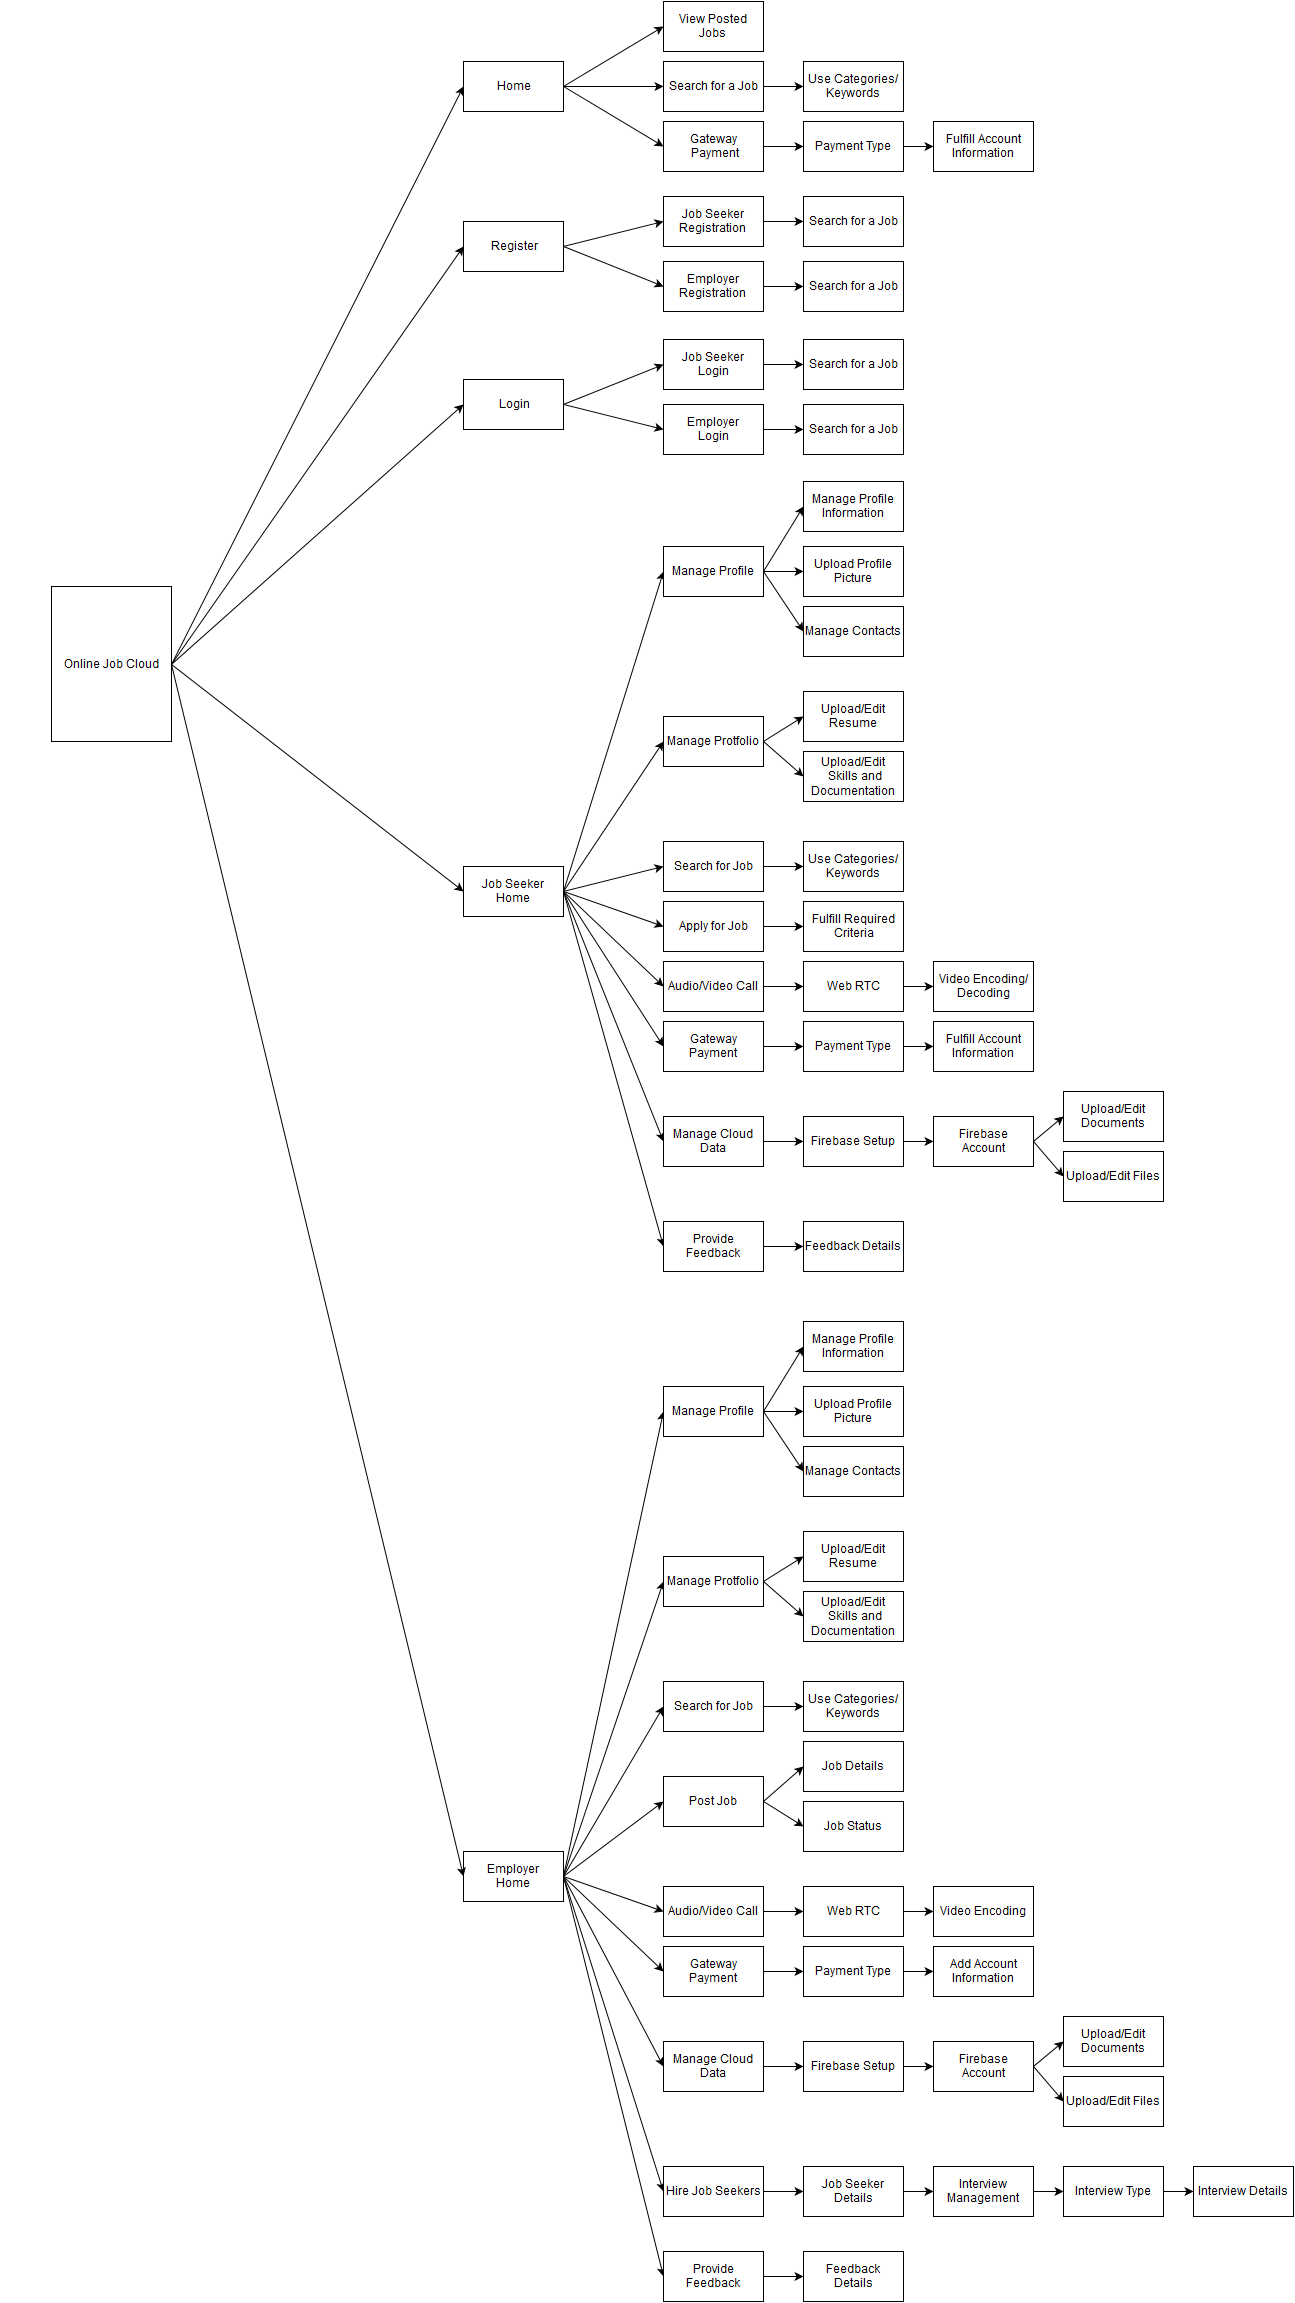 View Posted
Jobs
Home
Search for a Job
Use Categories/
Keywords
Gateway
Payment
Payment Type
Fulfill Account
Information
Register
Job Seeker
Registration
Search for a Job
Employer
Registration
Search for a Job
Login
Job Seeker
Login
Search for a Job
Employer
Login
Search for a Job
Online Job Cloud
Job Seeker
Home
Manage Profile
Manage Profile
Information
Upload Profile
Picture
Manage Contacts
Manage Protfolio
Upload/Edit
Resume
Upload/Edit
Skills and
Documentation
Search for Job
Use Categories/
Keywords
Apply for Job
Fulfill Required
Criteria
Audio/Video Call
Web RTC
Video Encoding/
Decoding
Gateway
Payment
Payment Type
Fulfill Account
Information
Manage Cloud
Data
Firebase Setup
Firebase
Account
Upload/Edit
Documents
Upload/Edit Files
Provide
Feedback
Feedback Details
Employer
Home
Manage Profile
Manage Profile
Information
Upload Profile
Picture
Manage Contacts
Manage Protfolio
Upload/Edit
Resume
Upload/Edit
Skills and
Documentation
Search for Job
Use Categories/
Keywords
Post Job
Job Details
Job Status
Audio/Video Call
Web RTC
Video Encoding
Gateway
Payment
Payment Type
Add Account
Information
Manage Cloud
Data
Firebase Setup
Firebase
Account
Upload/Edit
Documents
Upload/Edit Files
Hire Job Seekers
Job Seeker
Details
Interview
Management
Interview Type
Interview Details
Provide
Feedback
Feedback
Details